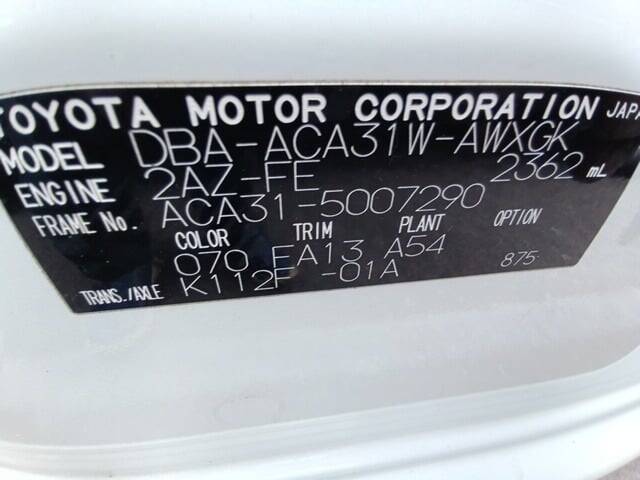 TOYOTA MOTOR CORPORATION JAPAN
MODEL DBA-ACA31W-AWXGK
ENGINE 2AZ-FE 2362 mL
FRAME No. ACA31-5007290
COLOR TRIM PLANT OPTION
070 FA13 A54 875
TRANS./AXLE K112F -01A